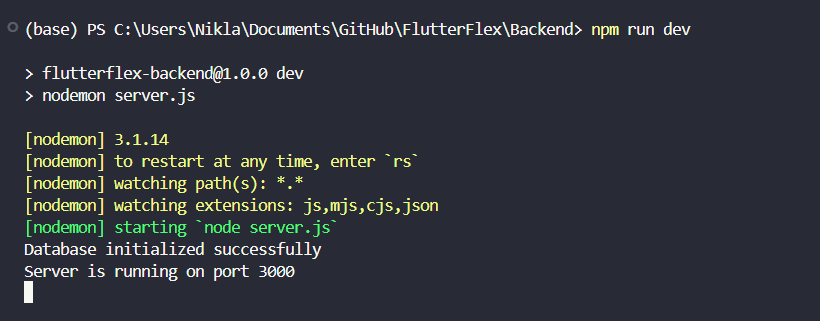 (base) PS C:\Users\Nikla\Documents\GitHub\FlutterFlex\Backend> npm run dev
> flutterflex-backend@1.0.0 dev
> nodemon server.js
[nodemon] 3.1.14
[nodemon] to restart at any time, enter `rs`
[nodemon] watching path(s): *.*
[nodemon] watching extensions: js,mjs,cjs,json
[nodemon] starting `node server.js`
Database initialized successfully
Server is running on port 3000